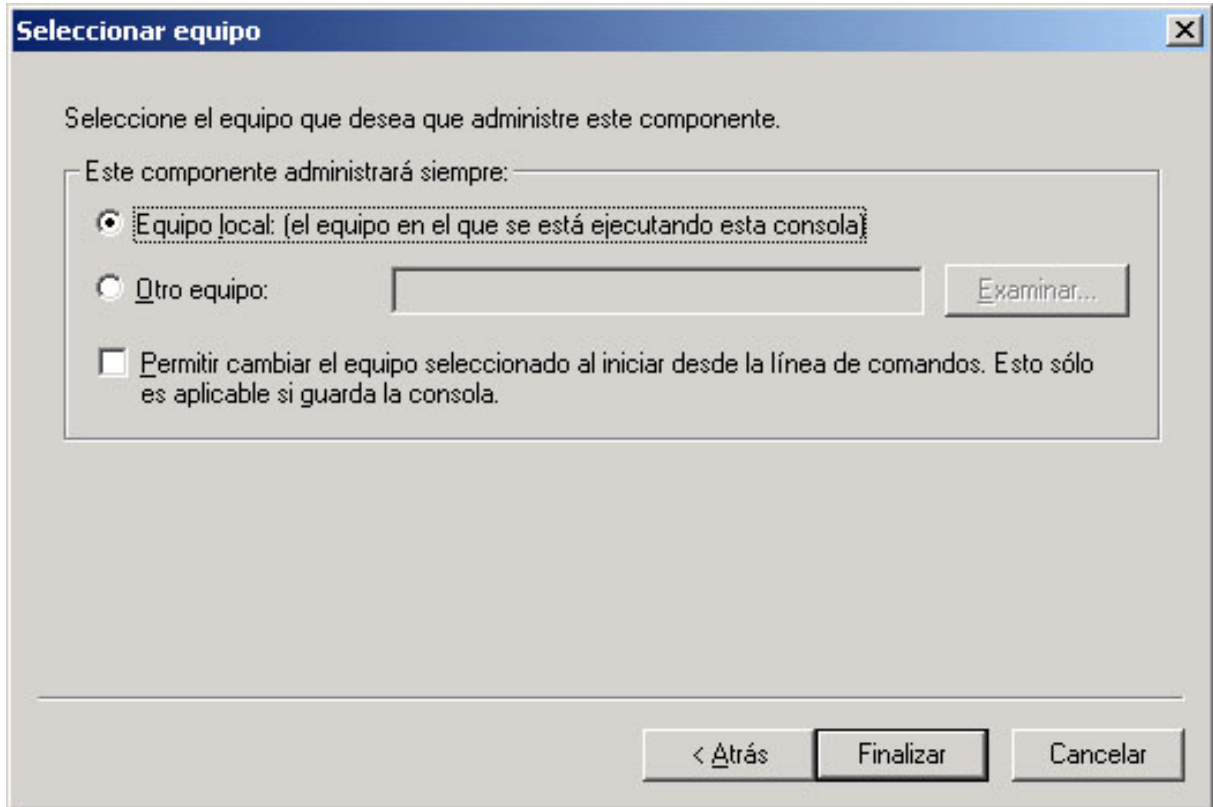 Seleccionar equipo
Seleccione el equipo que desea que administre este componente.
Este componente administrará siempre:
Equipo local: (el equipo en el que se está ejecutando esta consola)
Otro equipo:
Examinar...
Permitir cambiar el equipo seleccionado al iniciar desde la línea de comandos. Esto sólo
es aplicable si guarda la consola.
< Atrás
Finalizar
Cancelar